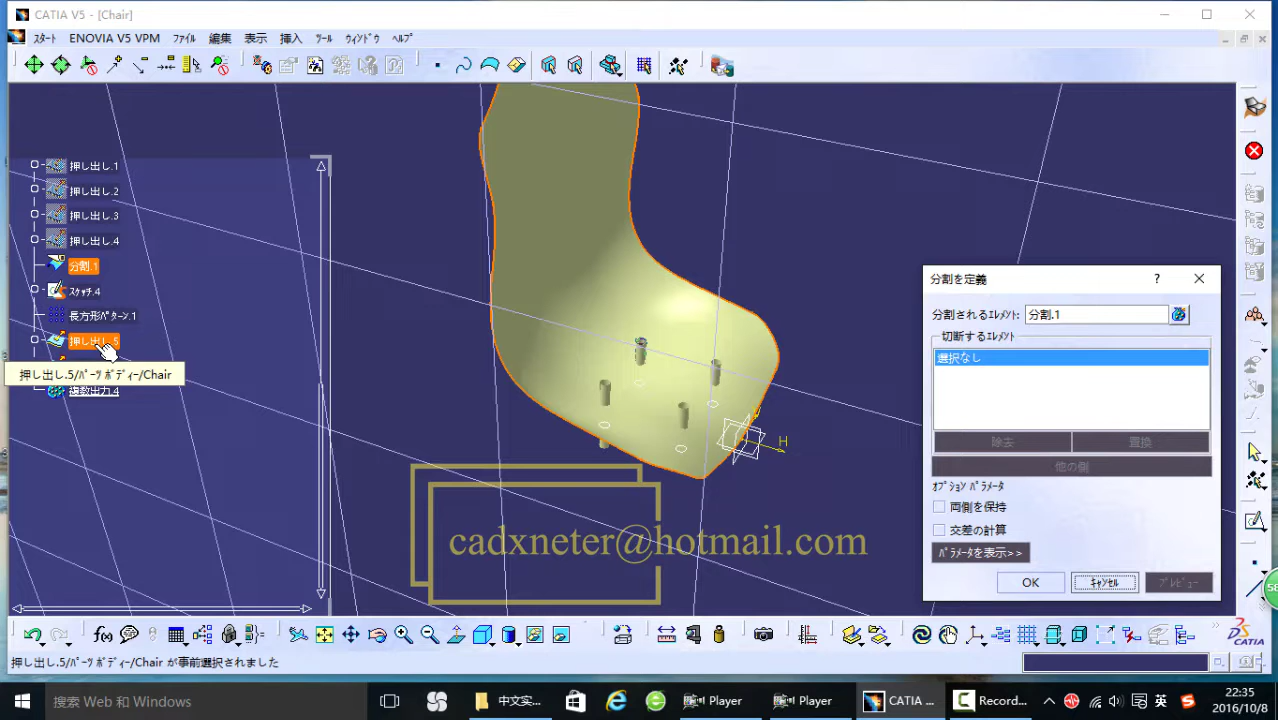 CATIA V5 - [Chair]
スタート ENOVIA V5 VPM ファイル 編集 表示 挿入 ツール ウィンドウ ヘルプ
押し出し.1
押し出し.2
押し出し.3
押し出し.4
分割.1
スケッチ.4
長方形パターン.1
押し出し.5
押し出し.5/パーツ ボディー/Chair
複数出力.4
H
cadxneter@hotmail.com
分割を定義
分割されるエレメント: 分割.1
切断するエレメント
選択なし
除去 置換
他の側
オプション パラメータ
両側を保持
交差の計算
パラメータを表示>>
OK キャンセル プレビュー
f(x)
CATIA
押し出し.5/パーツ ボディー/Chair が事前選択されました
搜索 Web 和 Windows
中文实...
Player
Player
CATIA ...
Record...
英
22:35
2016/10/8